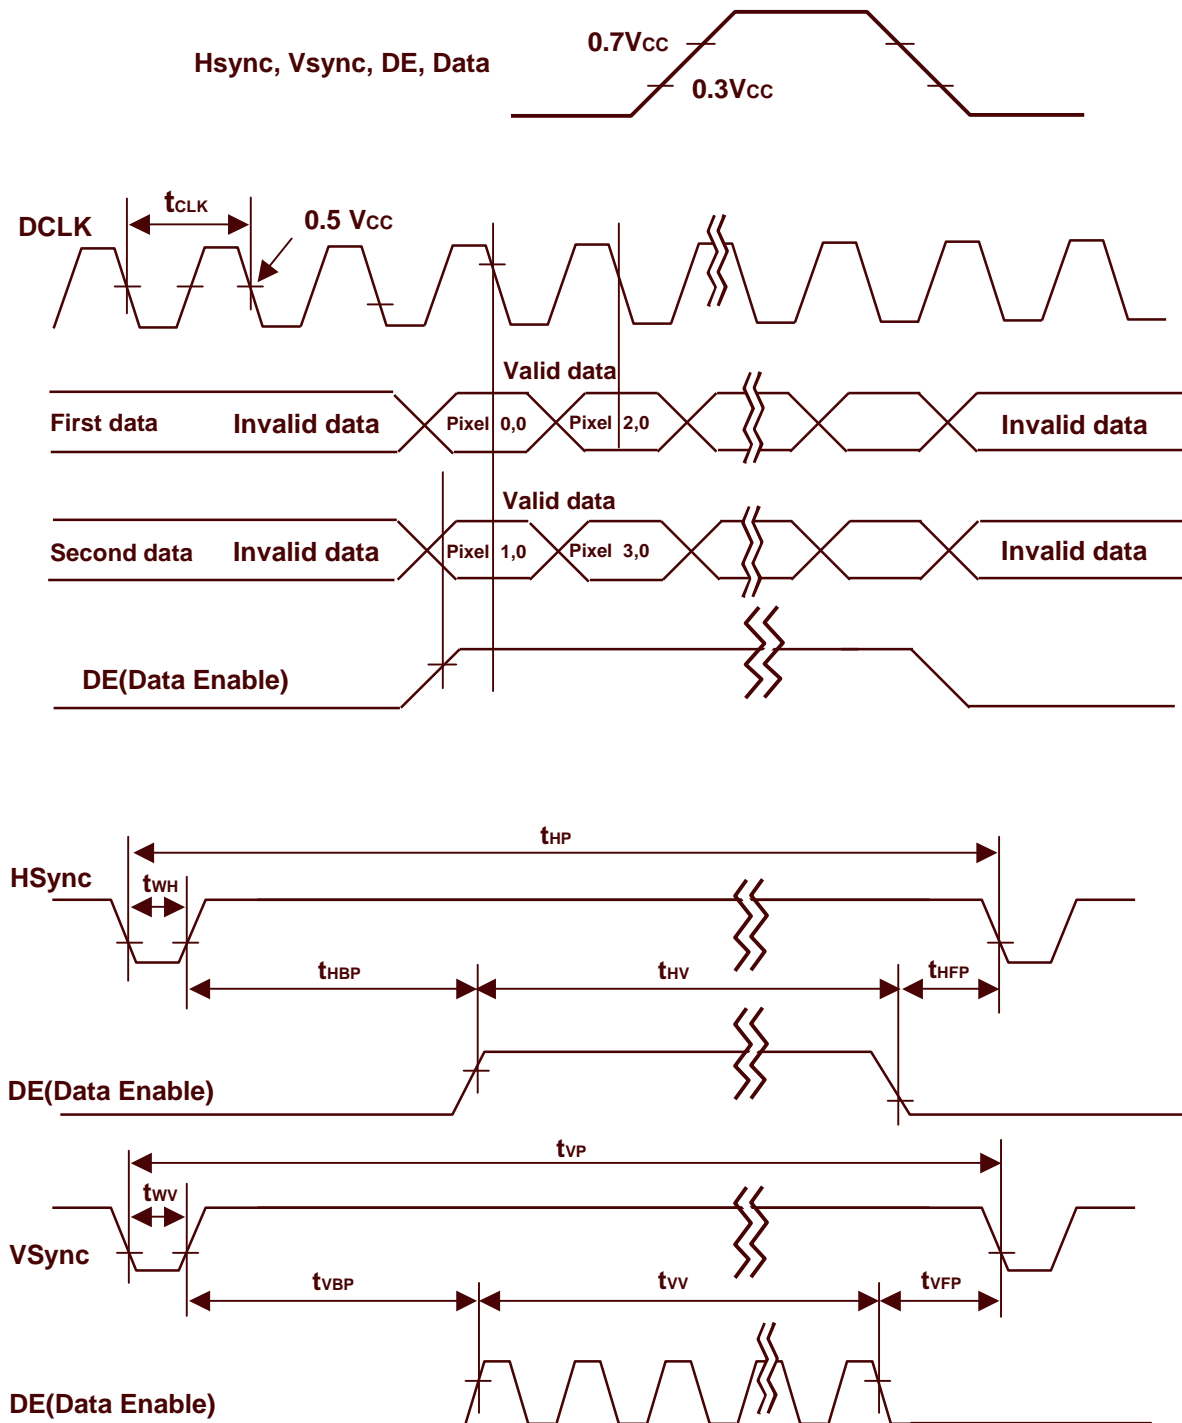 0.7VCC
Hsync, Vsync, DE, Data
0.3VCC
tCLK
DCLK
0.5 VCC
Valid data
First data Invalid data Pixel 0,0 Pixel 2,0 Invalid data
Valid data
Second data Invalid data Pixel 1,0 Pixel 3,0 Invalid data
DE(Data Enable)
tHP
HSync
tWH
tHBP tHV tHFP
DE(Data Enable)
tVP
tWV
VSync
tVBP tVV tVFP
DE(Data Enable)